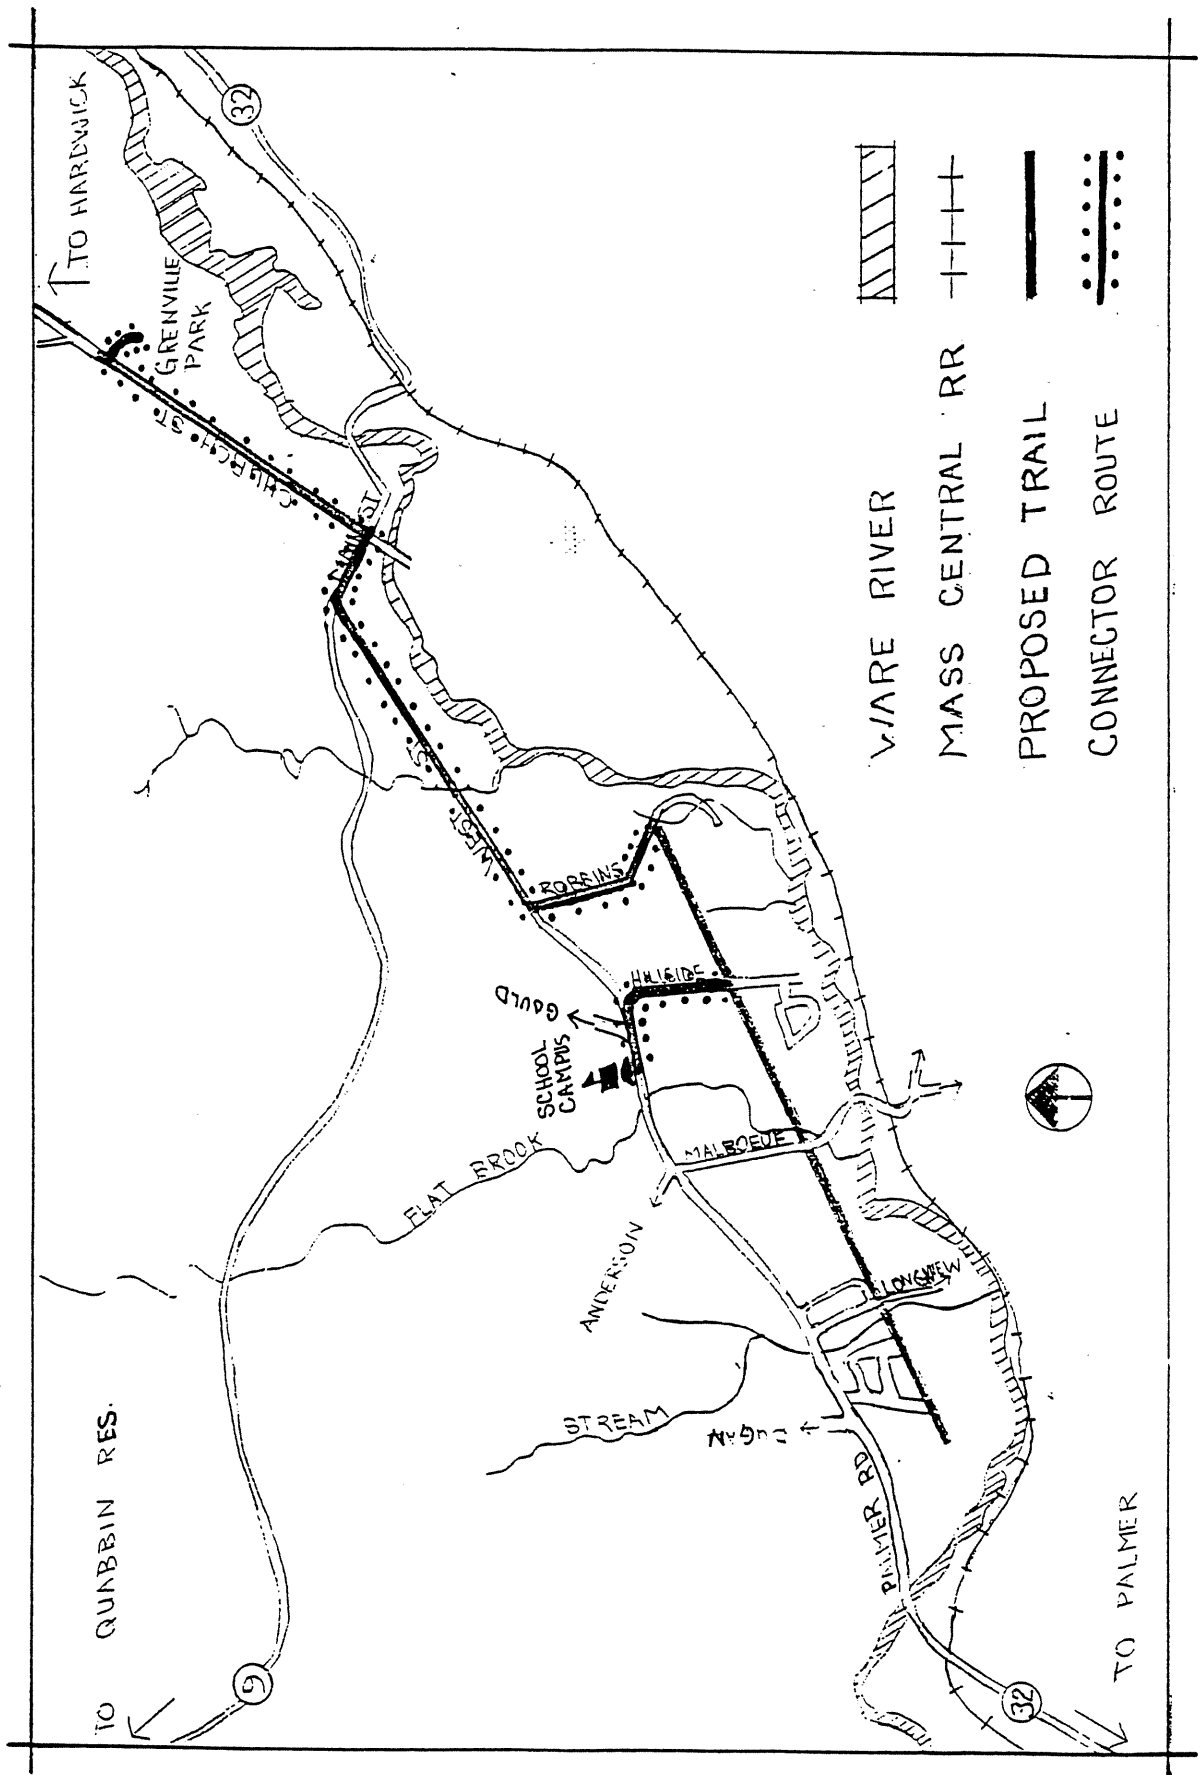 TO HARDWICK
32
GRENVILLE
PARK
CHURCH ST
MAIN ST
WEST ST
ROBBINS
HILLSIDE
GOULD
SCHOOL
CAMPUS
FLAT BROOK
MALBOEUF
ANDERSON
LONGVIEW
STREAM
DUGAN
PALMER RD
TO QUABBIN RES.
9
32
TO PALMER
WARE RIVER
MASS CENTRAL RR
PROPOSED TRAIL
CONNECTOR ROUTE